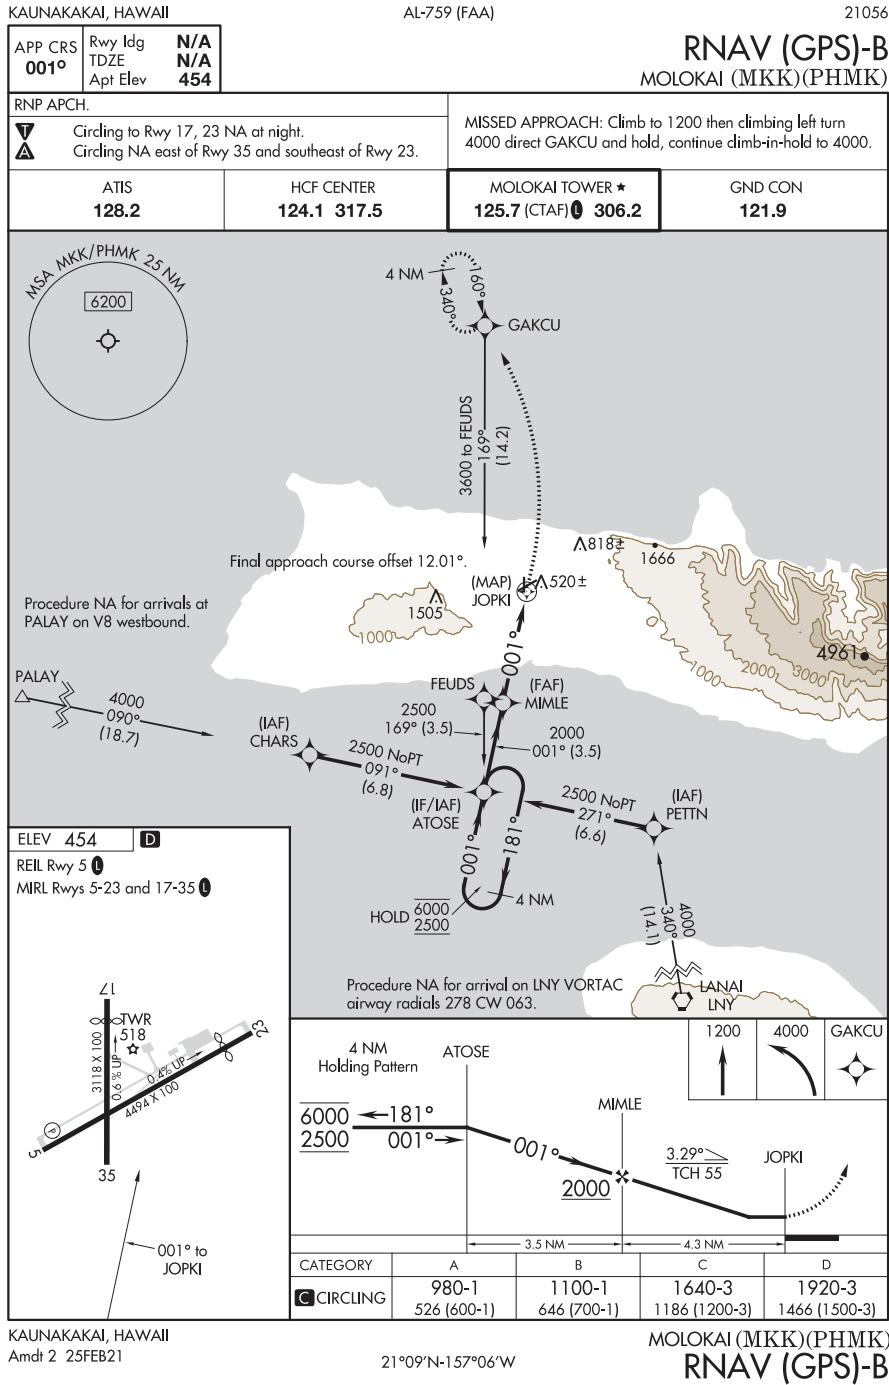 KAUNAKAKAI, HAWAII
AL-759 (FAA)
21056
APP CRS
001°
Rwy ldg N/A
TDZE N/A
Apt Elev 454
RNAV (GPS)-B
MOLOKAI (MKK)(PHMK)
RNP APCH.
T Circling to Rwy 17, 23 NA at night.
A Circling NA east of Rwy 35 and southeast of Rwy 23.
MISSED APPROACH: Climb to 1200 then climbing left turn
4000 direct GAKCU and hold, continue climb-in-hold to 4000.
ATIS
128.2
HCF CENTER
124.1 317.5
MOLOKAI TOWER ★
125.7 (CTAF) L 306.2
GND CON
121.9
MSA MKK/PHMK 25 NM
6200
4 NM
340°
160°
GAKCU
3600 to FEUDS
169°
(14.2)
Final approach course offset 12.01°.
818±
1666
(MAP)
JOPKI
520±
1505
1000
4961
1000
2000
3000
Procedure NA for arrivals at
PALAY on V8 westbound.
001°
PALAY
4000
090°
(18.7)
FEUDS
(FAF)
MIMLE
2500
169° (3.5)
2000
001° (3.5)
(IAF)
CHARS
2500 NoPT
091°
(6.8)
(IF/IAF)
ATOSE
2500 NoPT
271°
(6.6)
(IAF)
PETTN
001°
181°
4 NM
HOLD 6000
2500
4000
340°
(14.1)
LANAI
LNY
Procedure NA for arrival on LNY VORTAC
airway radials 278 CW 063.
ELEV 454
D
REIL Rwy 5 L
MIRL Rwys 5-23 and 17-35 L
17
TWR
518
23
3118 X 100
0.6 % UP
0.4% UP
4494 X 100
P
5
35
001° to
JOPKI
4 NM
Holding Pattern
ATOSE
1200
4000
GAKCU
6000
2500
181°
001°
001°
MIMLE
2000
3.29°
TCH 55
JOPKI
3.5 NM
4.3 NM
CATEGORY
A
B
C
D
C CIRCLING
980-1
526 (600-1)
1100-1
646 (700-1)
1640-3
1186 (1200-3)
1920-3
1466 (1500-3)
KAUNAKAKAI, HAWAII
Amdt 2 25FEB21
21°09'N-157°06'W
MOLOKAI (MKK)(PHMK)
RNAV (GPS)-B